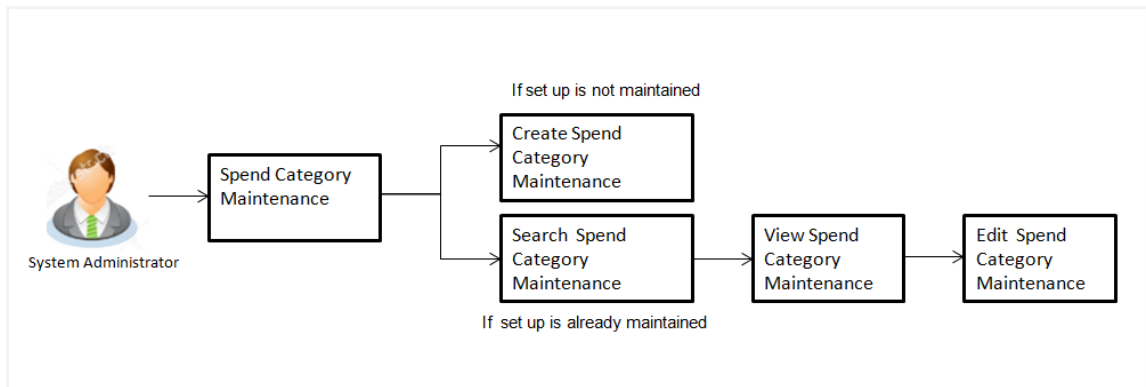 If set up is not maintained
Create Spend
Category
Maintenance
Spend Category
Maintenance
System Administrator
Search Spend
Category
Maintenance
View Spend
Category
Maintenance
Edit Spend
Category
Maintenance
If set up is already maintained